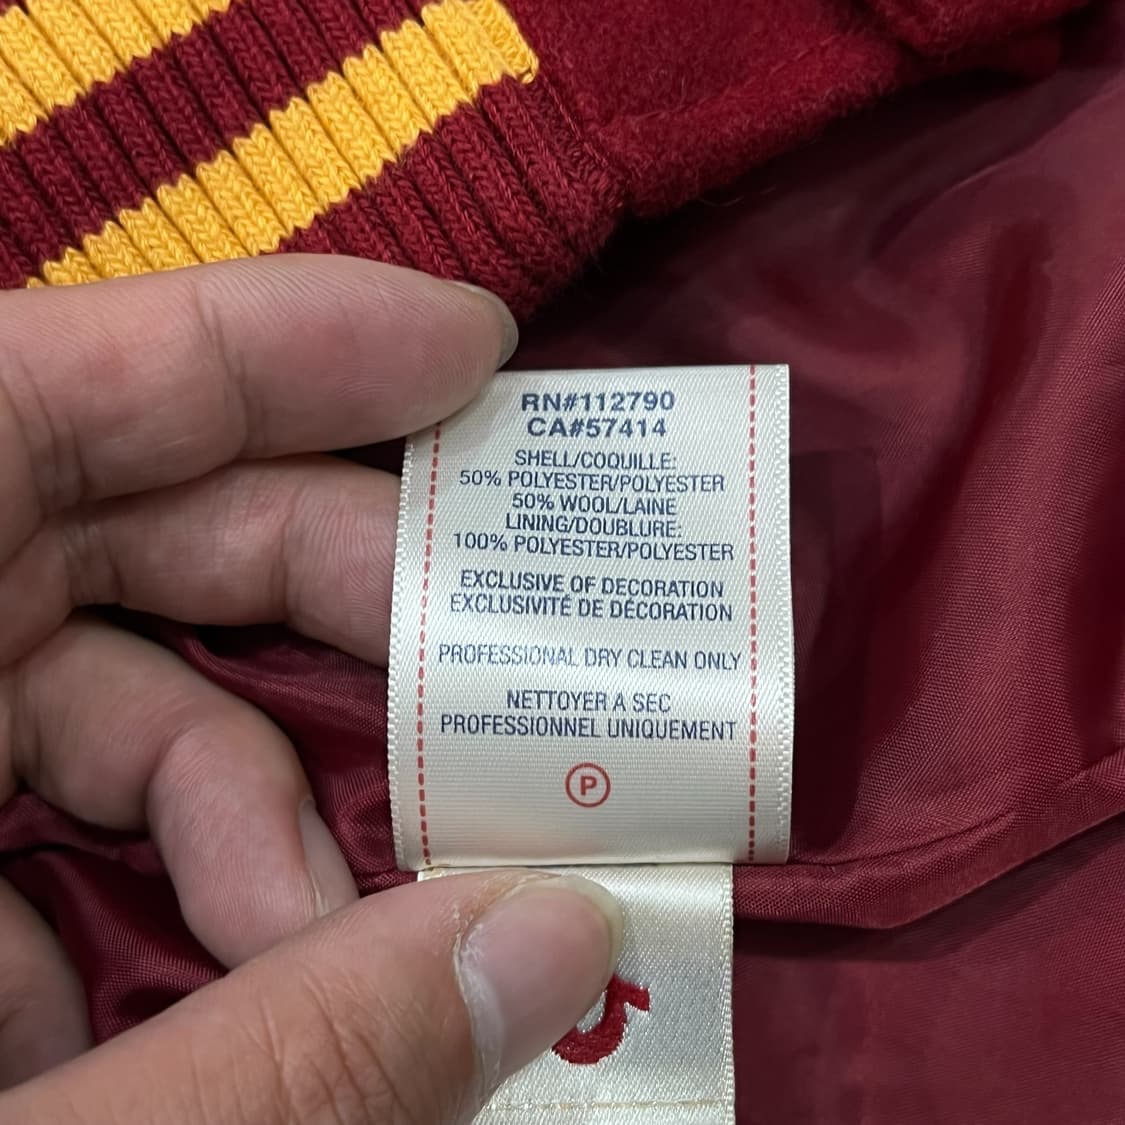 RN#112790
CA#57414
SHELL/COQUILLE:
50% POLYESTER/POLYESTER
50% WOOL/LAINE
LINING/DOUBLURE:
100% POLYESTER/POLYESTER
EXCLUSIVE OF DECORATION
EXCLUSIVITÉ DE DÉCORATION
PROFESSIONAL DRY CLEAN ONLY
NETTOYER A SEC
PROFESSIONNEL UNIQUEMENT
P